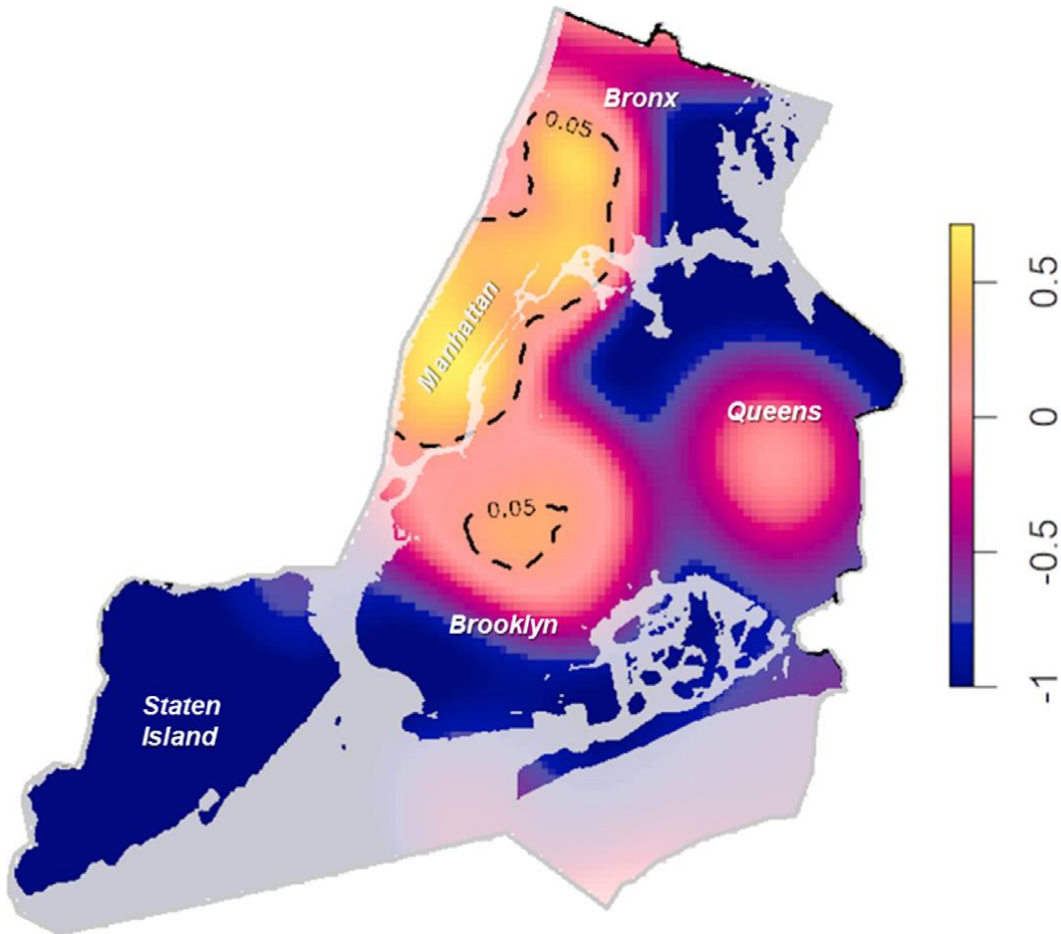 Bronx
0.05
Manhattan
Queens
0.05
Brooklyn
Staten
Island
0.5
0
-0.5
-1